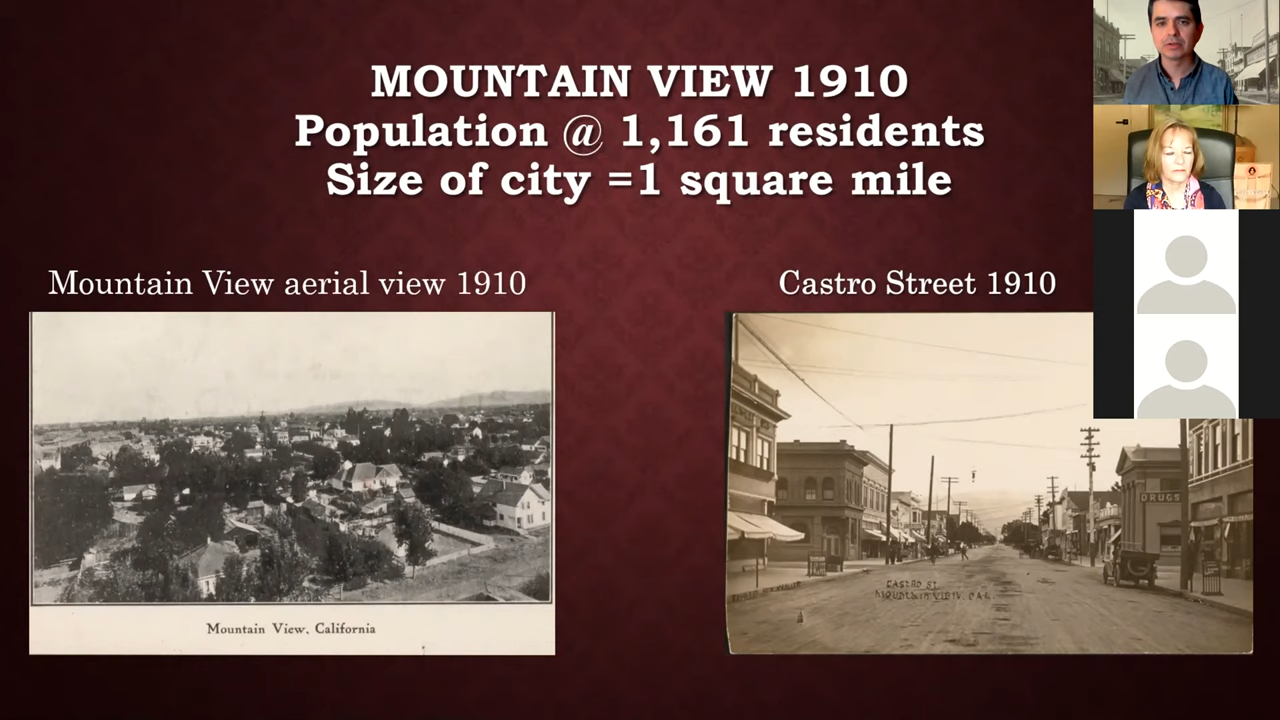 MOUNTAIN VIEW 1910
Population @ 1,161 residents
Size of city =1 square mile
Mountain View aerial view 1910
Castro Street 1910
DRUGS
CASTRO ST.
MOUNTAIN VIEW, CAL.
Mountain View, California